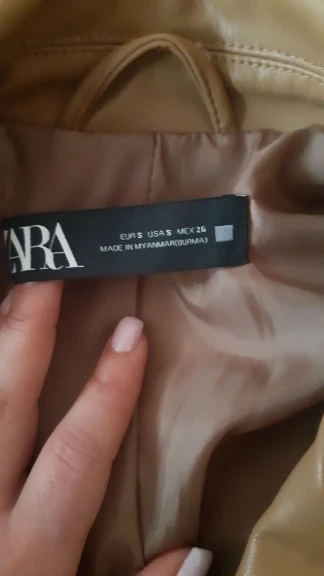 ZARA
EUR S USA S MEX 26
MADE IN MYANMAR(BURMA)